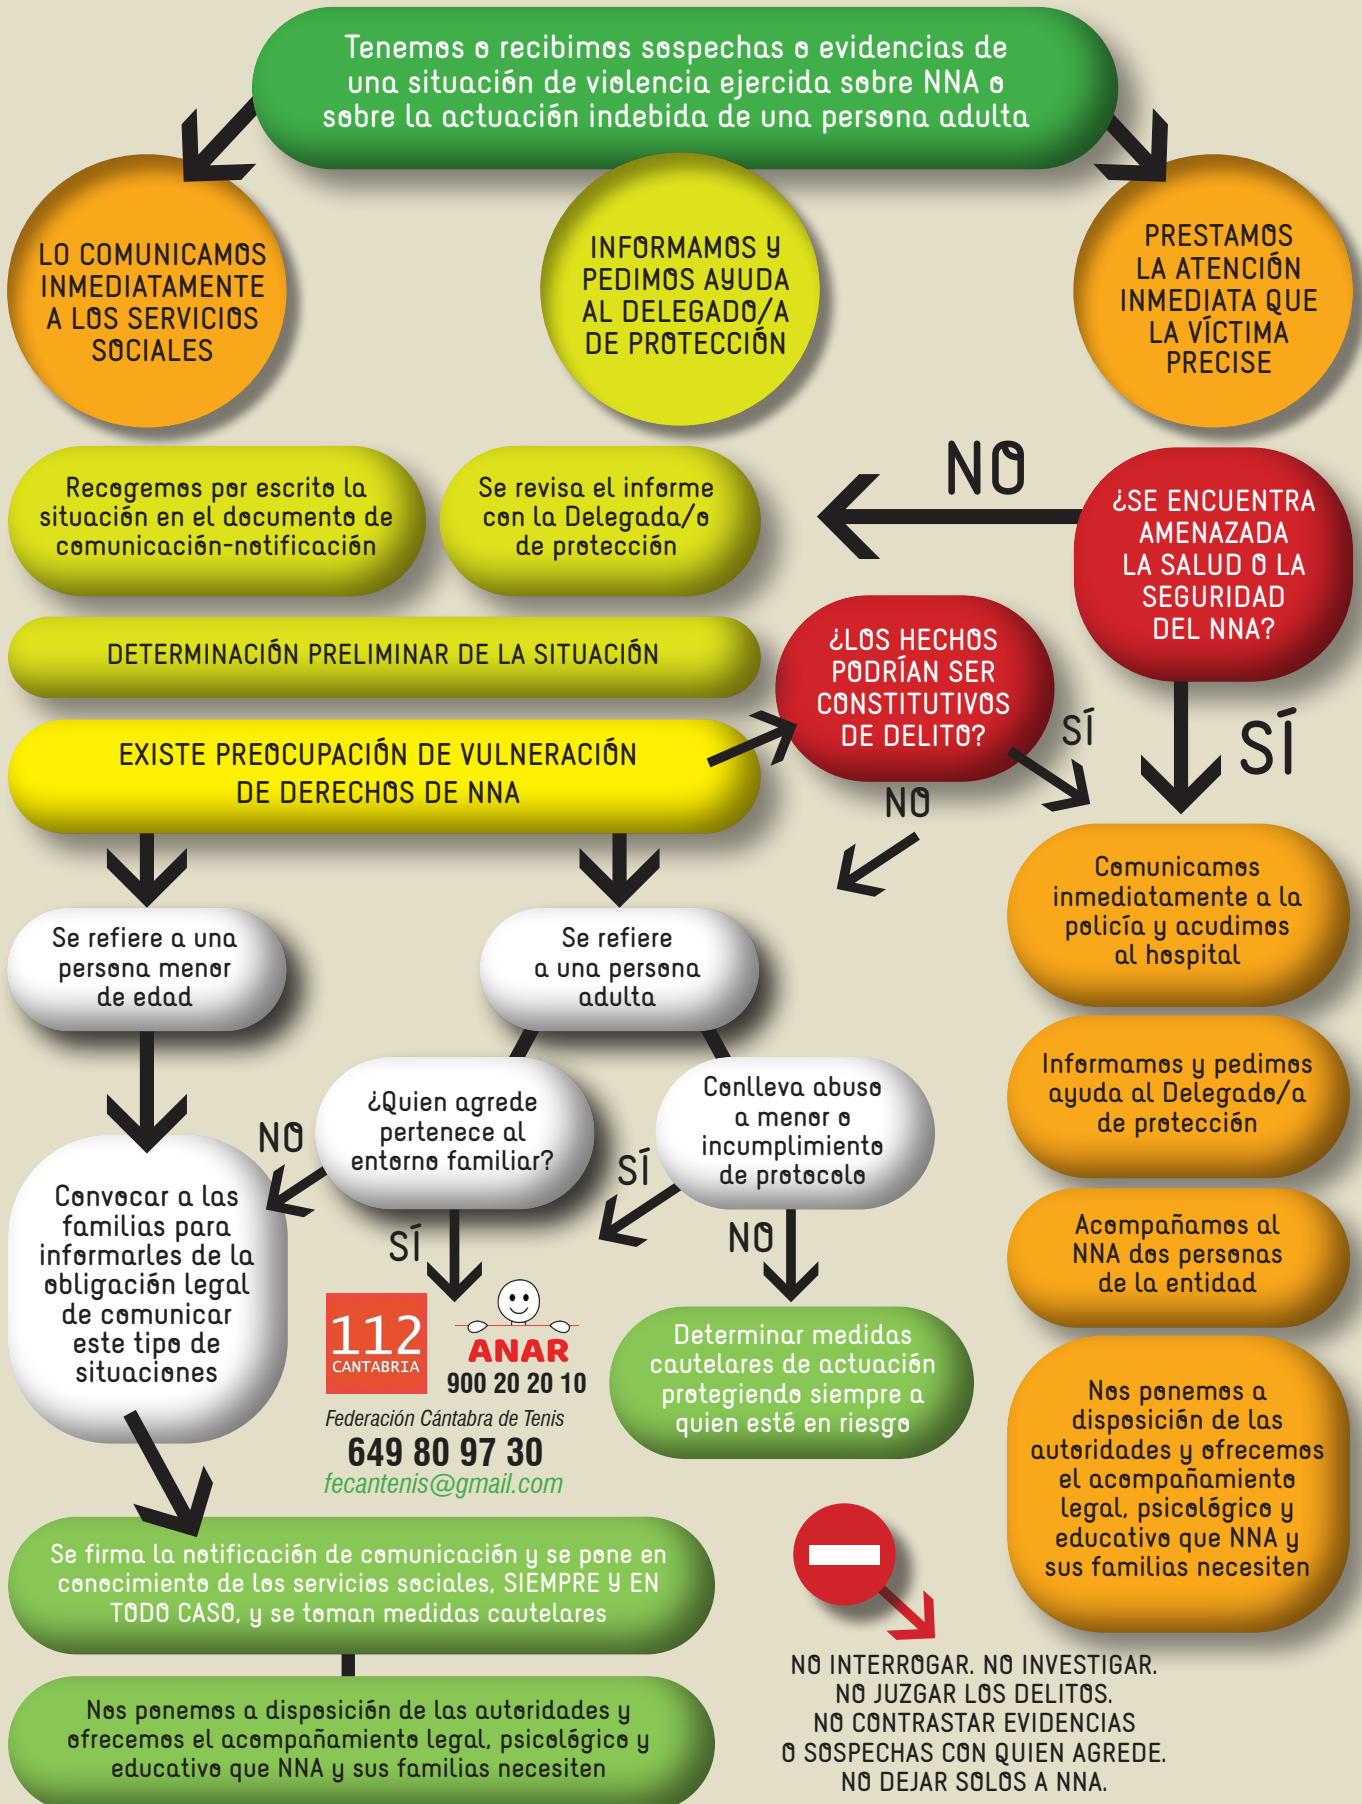 Tenemos o recibimos sospechas o evidencias de
una situación de violencia ejercida sobre NNA o
sobre la actuación indebida de una persona adulta
LO COMUNICAMOS
INMEDIATAMENTE
A LOS SERVICIOS
SOCIALES
INFORMAMOS Y
PEDIMOS AYUDA
AL DELEGADO/A
DE PROTECCIÓN
PRESTAMOS
LA ATENCIÓN
INMEDIATA QUE
LA VÍCTIMA
PRECISE
Recogemos por escrito la
situación en el documento de
comunicación-notificación
Se revisa el informe
con la Delegada/o
de protección
NO
¿SE ENCUENTRA
AMENAZADA
LA SALUD O LA
SEGURIDAD
DEL NNA?
DETERMINACIÓN PRELIMINAR DE LA SITUACIÓN
¿LOS HECHOS
PODRÍAN SER
CONSTITUTIVOS
DE DELITO?
SÍ
SÍ
NO
EXISTE PREOCUPACIÓN DE VULNERACIÓN
DE DERECHOS DE NNA
Comunicamos
inmediatamente a la
policía y acudimos
al hospital
Se refiere a una
persona menor
de edad
Se refiere
a una persona
adulta
Informamos y pedimos
ayuda al Delegado/a
de protección
¿Quien agrede
pertenece al
entorno familiar?
Conlleva abuso
a menor o
incumplimiento
de protocolo
NO
SÍ
SÍ
NO
Convocar a las
familias para
informarles de la
obligación legal
de comunicar
este tipo de
situaciones
Acompañamos al
NNA dos personas
de la entidad
112
CANTABRIA
ANAR
900 20 20 10
Federación Cántabra de Tenis
649 80 97 30
fecantenis@gmail.com
Determinar medidas
cautelares de actuación
protegiendo siempre a
quien esté en riesgo
Nos ponemos a
disposición de las
autoridades y ofrecemos
el acompañamiento
legal, psicológico y
educativo que NNA y
sus familias necesiten
Se firma la notificación de comunicación y se pone en
conocimiento de los servicios sociales, SIEMPRE Y EN
TODO CASO, y se toman medidas cautelares
Nos ponemos a disposición de las autoridades y
ofrecemos el acompañamiento legal, psicológico y
educativo que NNA y sus familias necesiten
NO INTERROGAR. NO INVESTIGAR.
NO JUZGAR LOS DELITOS.
NO CONTRASTAR EVIDENCIAS
O SOSPECHAS CON QUIEN AGREDE.
NO DEJAR SOLOS A NNA.